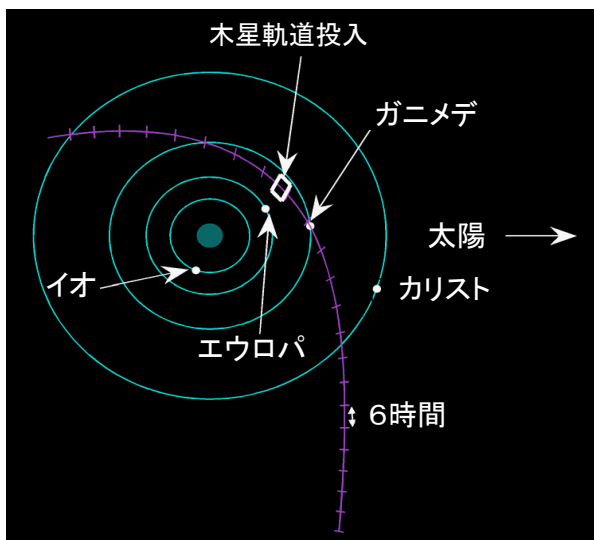 木星軌道投入
ガニメデ
太陽
イオ
カリスト
エウロパ
６時間